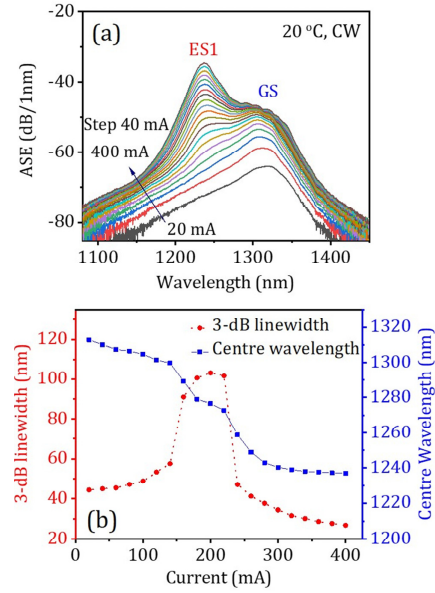 (a)
20 °C, CW
ES1
GS
Step 40 mA
400 mA
20 mA
ASE (dB/1nm)
-20
-40
-60
-80
1100 1200 1300 1400
Wavelength (nm)
(b)
3-dB linewidth
Centre wavelength
3-dB linewidth (nm)
120
100
80
60
40
20
Centre Wavelength (nm)
1320
1300
1280
1260
1240
1220
1200
0 100 200 300 400
Current (mA)